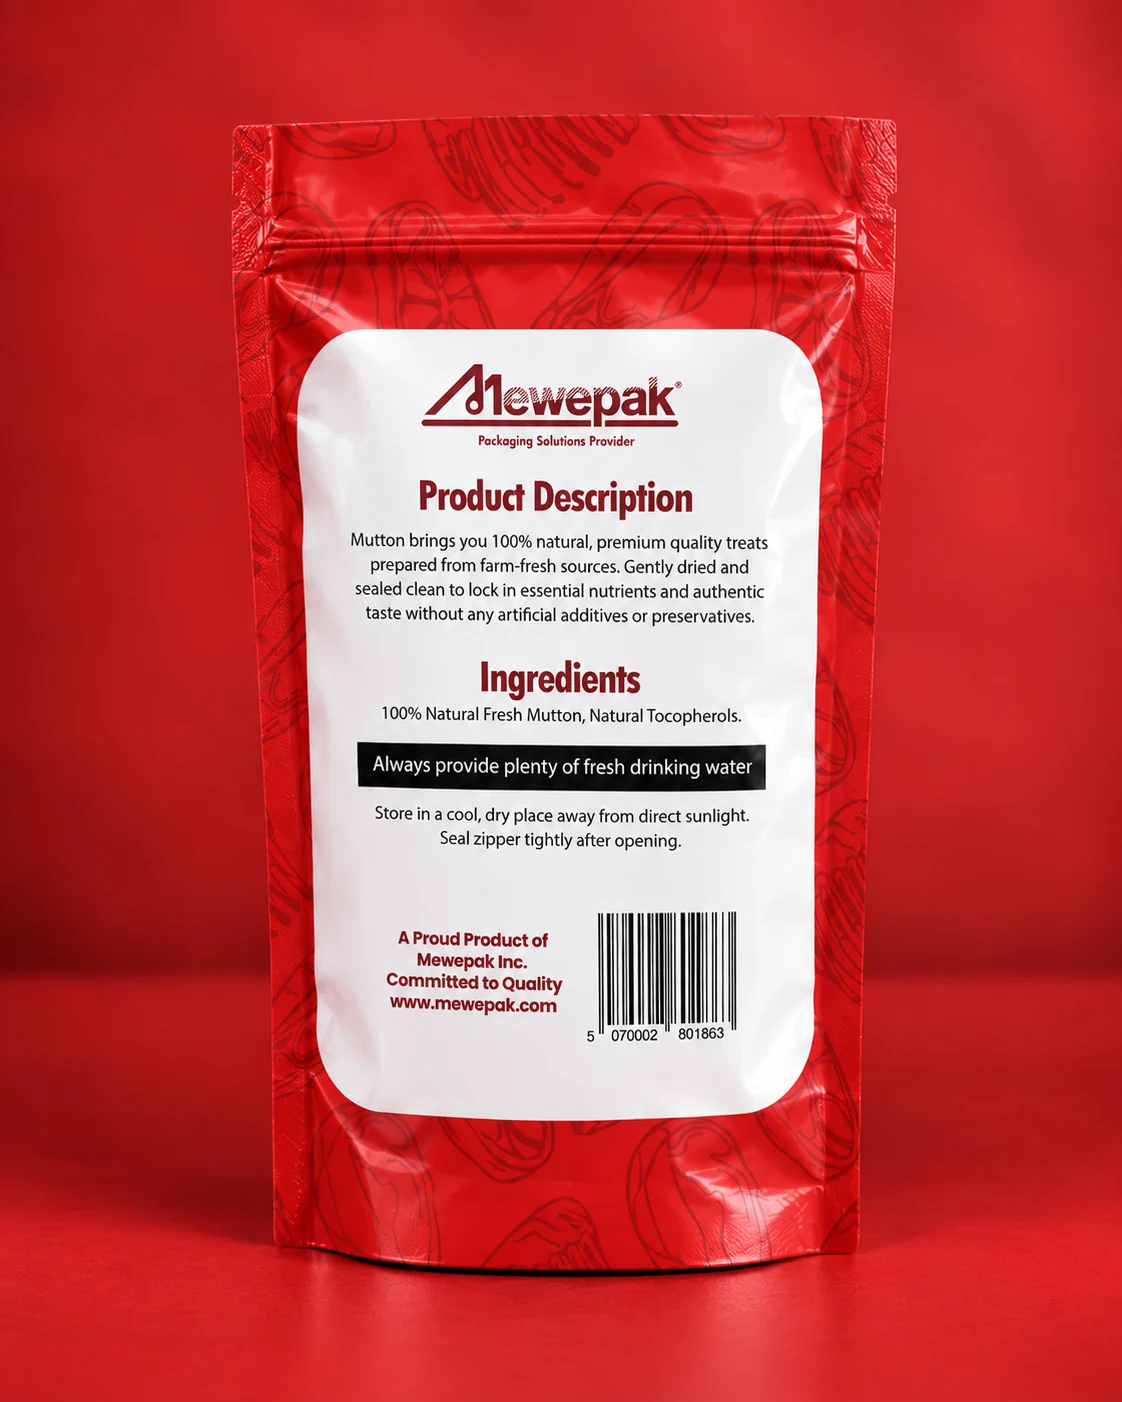 Mewepak®
Packaging Solutions Provider
Product Description
Mutton brings you 100% natural, premium quality treats
prepared from farm-fresh sources. Gently dried and
sealed clean to lock in essential nutrients and authentic
taste without any artificial additives or preservatives.
Ingredients
100% Natural Fresh Mutton, Natural Tocopherols.
Always provide plenty of fresh drinking water
Store in a cool, dry place away from direct sunlight.
Seal zipper tightly after opening.
A Proud Product of
Mewepak Inc.
Committed to Quality
www.mewepak.com
5 070002 801863